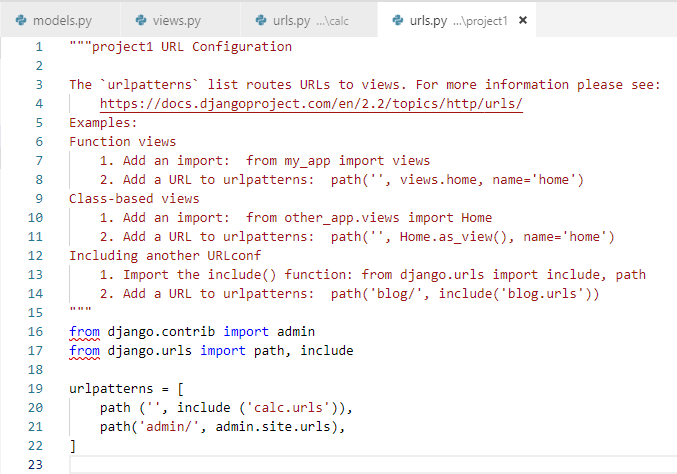 models.py views.py urls.py ...\calc urls.py ...\project1 ×
1 """project1 URL Configuration
2
3 The `urlpatterns` list routes URLs to views. For more information please see:
4     https://docs.djangoproject.com/en/2.2/topics/http/urls/
5 Examples:
6 Function views
7     1. Add an import:  from my_app import views
8     2. Add a URL to urlpatterns:  path('', views.home, name='home')
9 Class-based views
10     1. Add an import:  from other_app.views import Home
11     2. Add a URL to urlpatterns:  path('', Home.as_view(), name='home')
12 Including another URLconf
13     1. Import the include() function: from django.urls import include, path
14     2. Add a URL to urlpatterns:  path('blog/', include('blog.urls'))
15 """
16 from django.contrib import admin
17 from django.urls import path, include
18
19 urlpatterns = [
20     path ('', include ('calc.urls')),
21     path('admin/', admin.site.urls),
22 ]
23